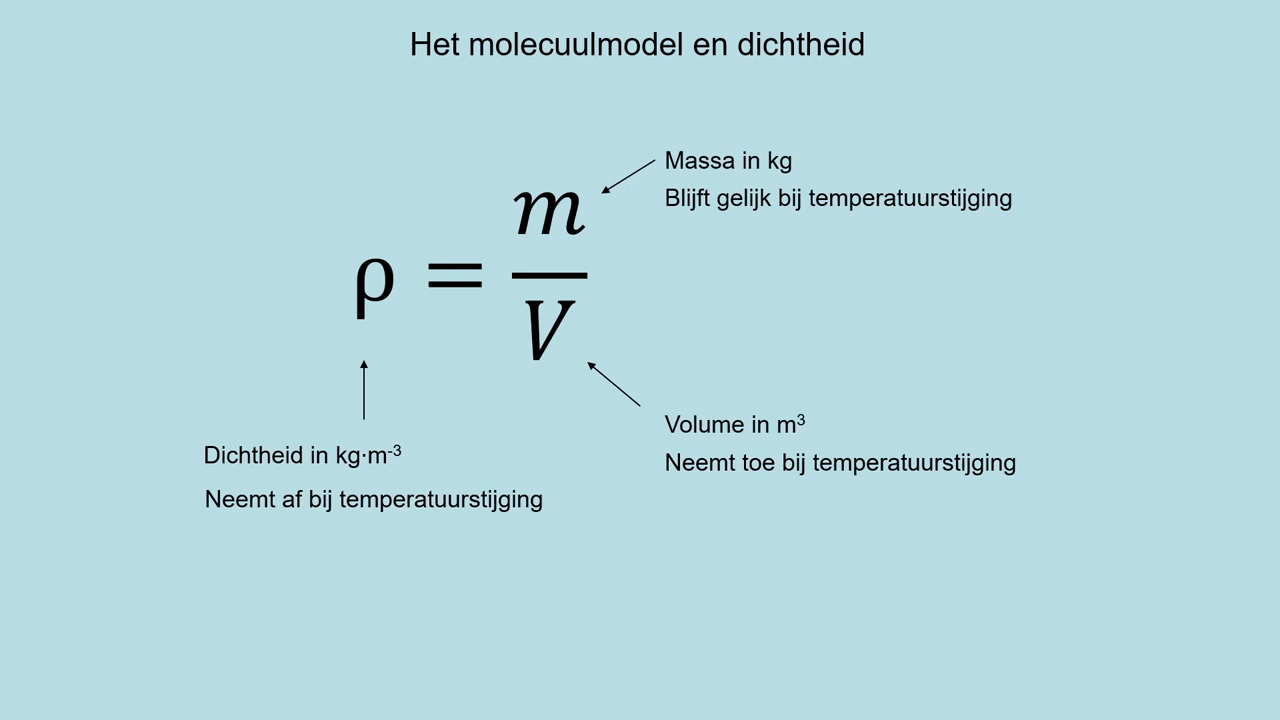 Het molecuulmodel en dichtheid
Massa in kg
Blijft gelijk bij temperatuurstijging
ρ = m/V
Volume in m³
Neemt toe bij temperatuurstijging
Dichtheid in kg·m⁻³
Neemt af bij temperatuurstijging